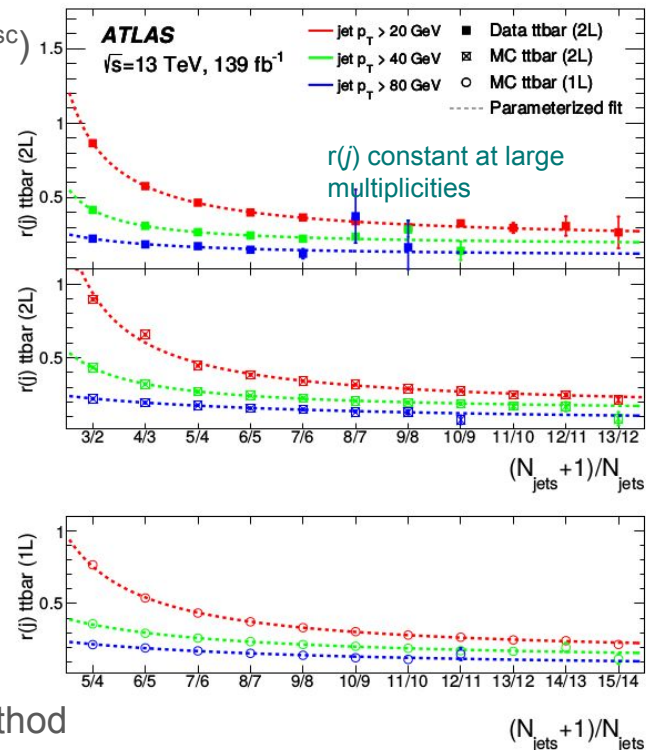 sc)
ATLAS
√s=13 TeV, 139 fb⁻¹
jet p_T > 20 GeV
jet p_T > 40 GeV
jet p_T > 80 GeV
Data ttbar (2L)
MC ttbar (2L)
MC ttbar (1L)
Parameterized fit
r(j) constant at large
multiplicities
r(j) ttbar (2L)
1.5
1
0.5
r(j) ttbar (2L)
0.5
3/2 4/3 5/4 6/5 7/6 8/7 9/8 10/9 11/10 12/11 13/12
(N_jets+1)/N_jets
r(j) ttbar (1L)
1
0.5
5/4 6/5 7/6 8/7 9/8 10/9 11/10 12/11 13/12 14/13 15/14
(N_jets+1)/N_jets
thod